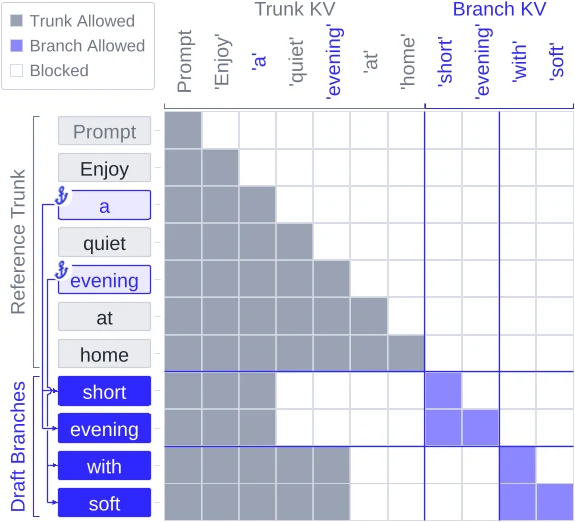 Trunk Allowed
Branch Allowed
Blocked
Trunk KV
Branch KV
Prompt
'Enjoy'
'a'
'quiet'
'evening'
'at'
'home'
'short'
'evening'
'with'
'soft'
Reference Trunk
Prompt
Enjoy
a
quiet
evening
at
home
Draft Branches
short
evening
with
soft